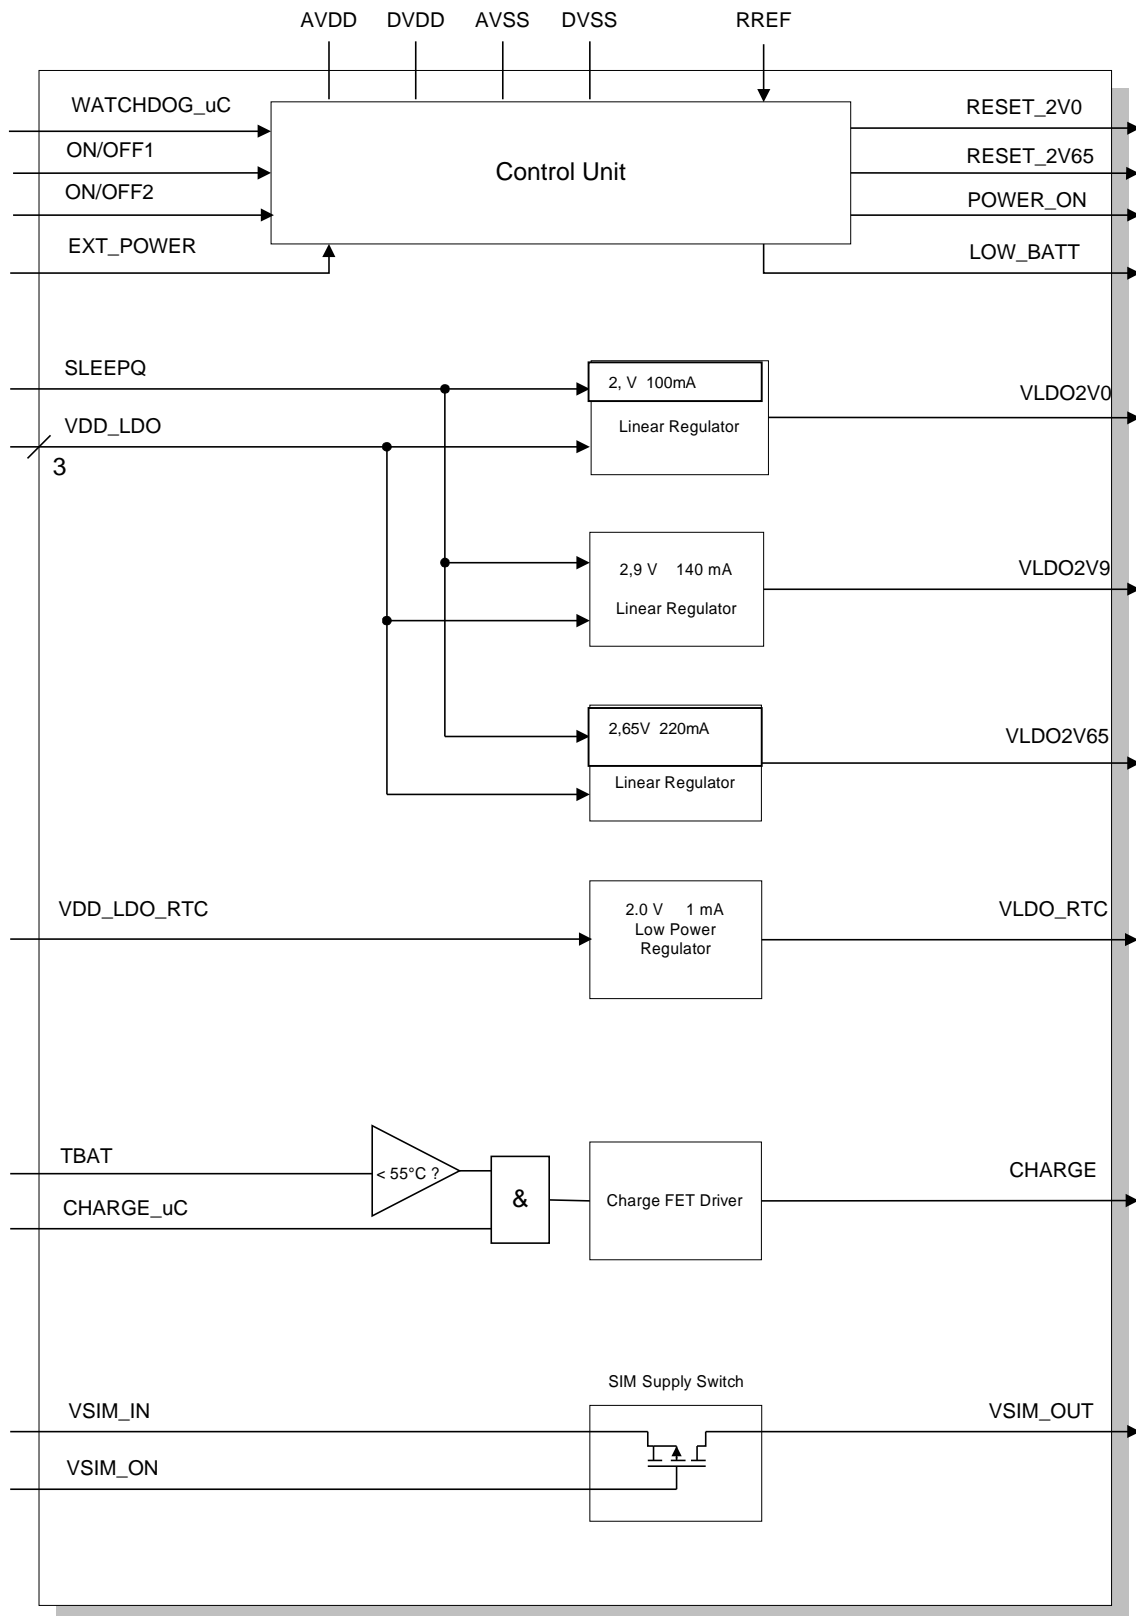 AVDD DVDD AVSS DVSS RREF
WATCHDOG_uC
RESET_2V0
ON/OFF1
RESET_2V65
Control Unit
ON/OFF2
POWER_ON
EXT_POWER
LOW_BATT
SLEEPQ
2, V 100mA
VLDO2V0
VDD_LDO
Linear Regulator
3
2,9 V 140 mA
VLDO2V9
Linear Regulator
2,65V 220mA
VLDO2V65
Linear Regulator
VDD_LDO_RTC
2.0 V 1 mA
VLDO_RTC
Low Power
Regulator
TBAT
< 55°C ?
CHARGE
CHARGE_uC
&
Charge FET Driver
SIM Supply Switch
VSIM_IN
VSIM_OUT
VSIM_ON